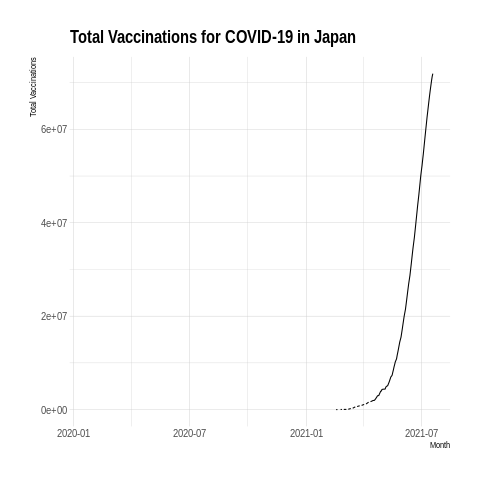 Total Vaccinations for COVID-19 in Japan
Total Vaccinations
6e+07
4e+07
2e+07
0e+00
2020-01 2020-07 2021-01 2021-07
Month